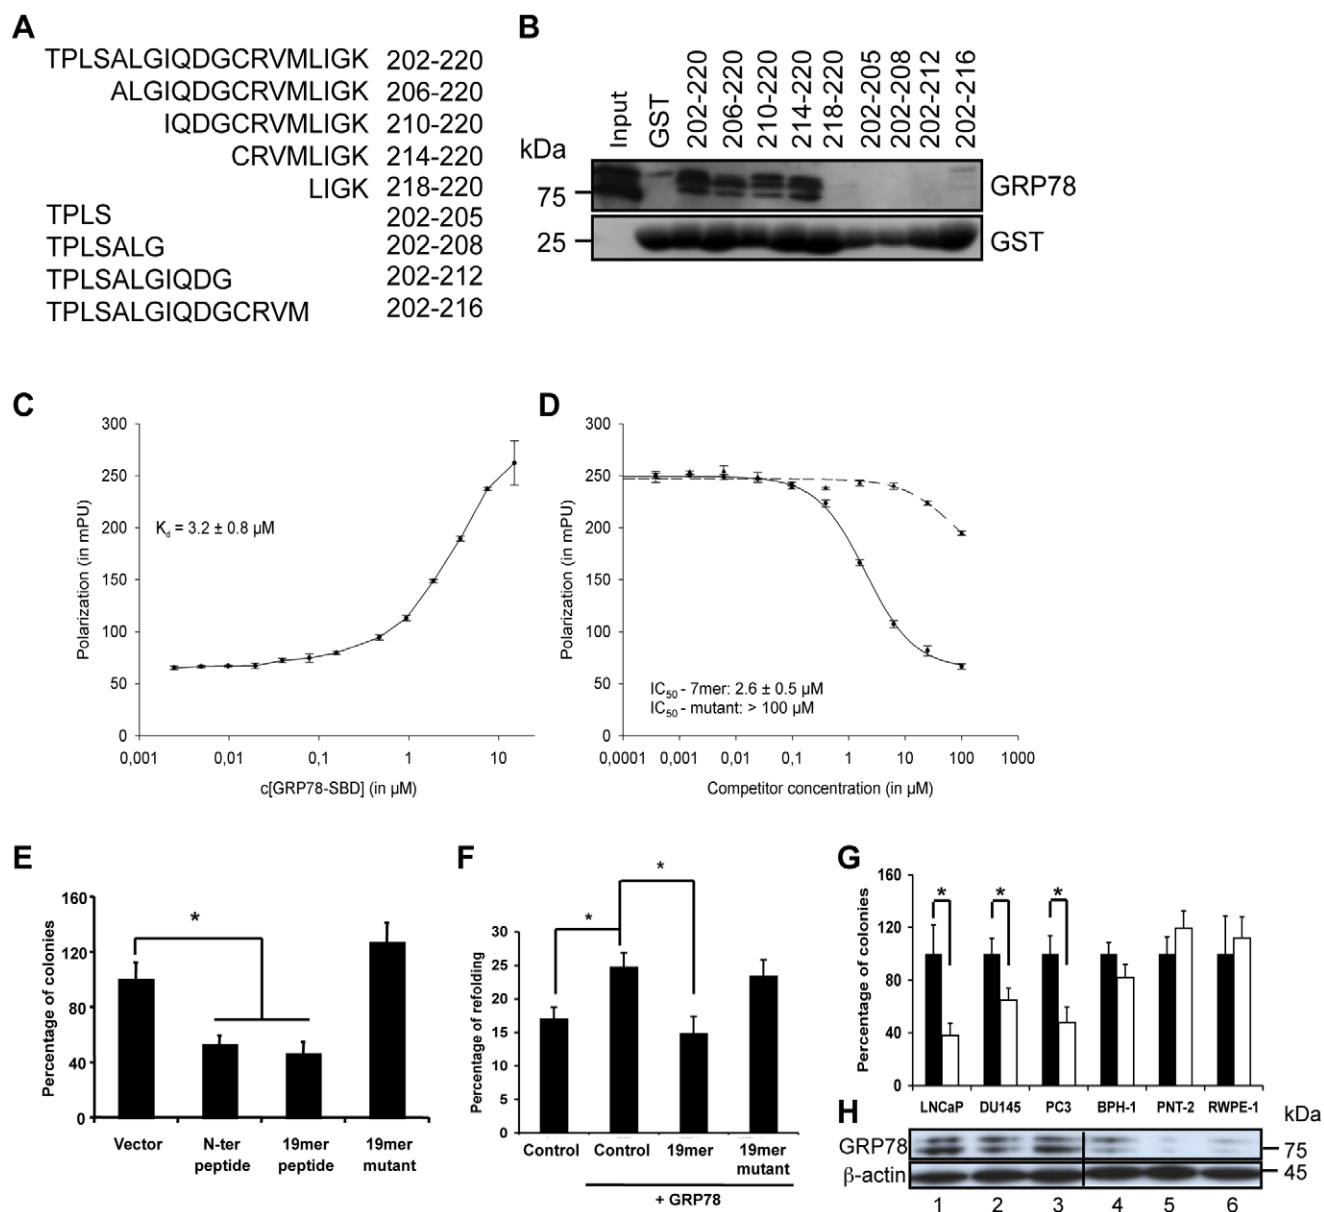 A
TPLSALGIQDGCRVMLIGK 202-220
ALGIQDGCRVMLIGK 206-220
IQDGCRVMLIGK 210-220
CRVMLIGK 214-220
LIGK 218-220
TPLS 202-205
TPLSALG 202-208
TPLSALGIQDG 202-212
TPLSALGIQDGCRVM 202-216
B
Input GST 202-220 206-220 210-220 214-220 218-220 202-205 202-208 202-212 202-216
kDa
75 GRP78
25 GST
C
Polarization (in mPU)
300
250
200
150
100
50
0
K_d = 3.2 ± 0.8 µM
0,001 0,01 0,1 1 10
c[GRP78-SBD] (in µM)
D
Polarization (in mPU)
300
250
200
150
100
50
0
IC50 - 7mer: 2.6 ± 0.5 µM
IC50 - mutant: > 100 µM
0,0001 0,001 0,01 0,1 1 10 100 1000
Competitor concentration (in µM)
E
Percentage of colonies
160
120
80
40
0
*
Vector N-ter peptide 19mer peptide 19mer mutant
F
Percentage of refolding
30
25
20
15
10
5
0
* *
Control Control 19mer 19mer mutant
+ GRP78
G
Percentage of colonies
160
120
80
40
0
* * *
LNCaP DU145 PC3 BPH-1 PNT-2 RWPE-1
H
kDa
GRP78 75
β-actin 45
1 2 3 4 5 6